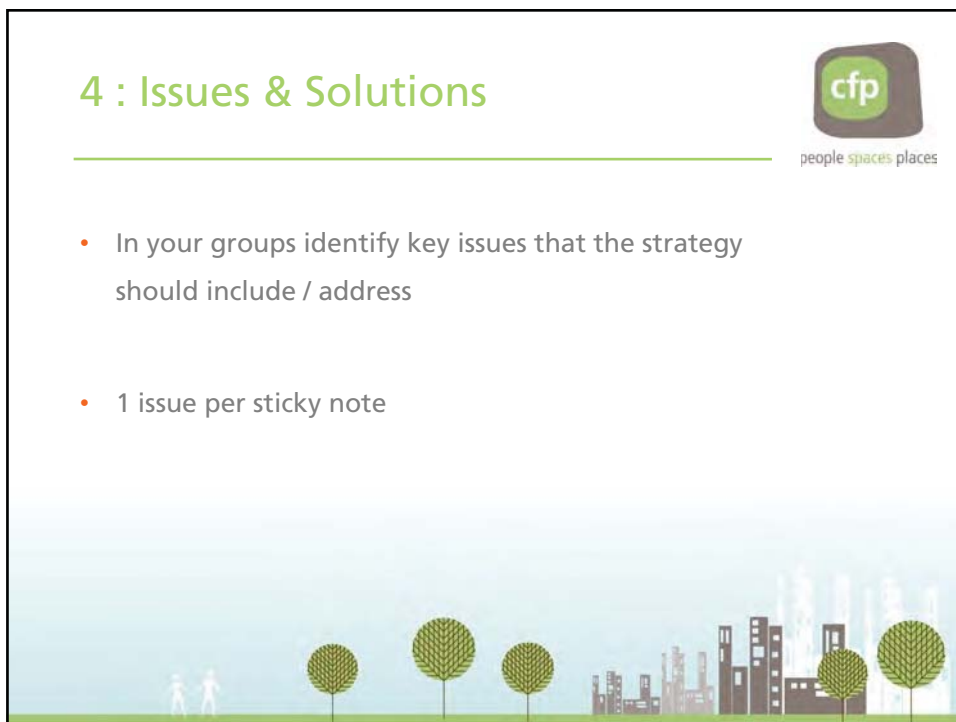 4 : Issues & Solutions
cfp
people spaces places
• In your groups identify key issues that the strategy
should include / address
• 1 issue per sticky note